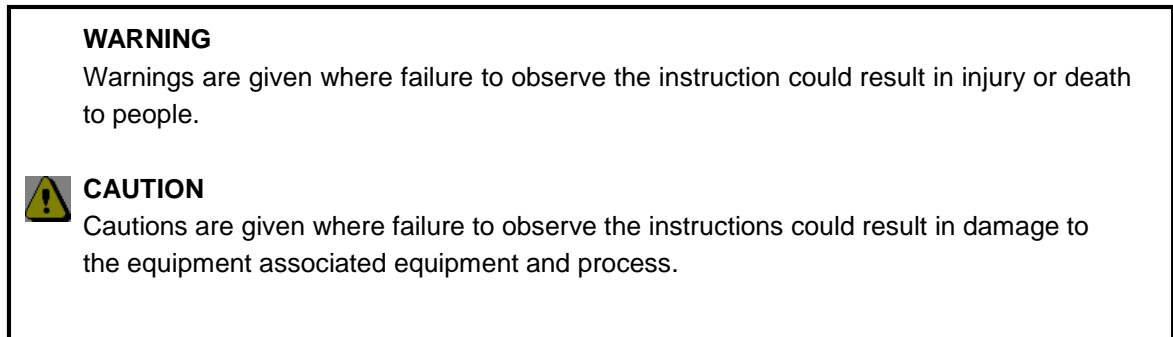 WARNING
Warnings are given where failure to observe the instruction could result in injury or death
to people.
CAUTION
Cautions are given where failure to observe the instructions could result in damage to
the equipment associated equipment and process.